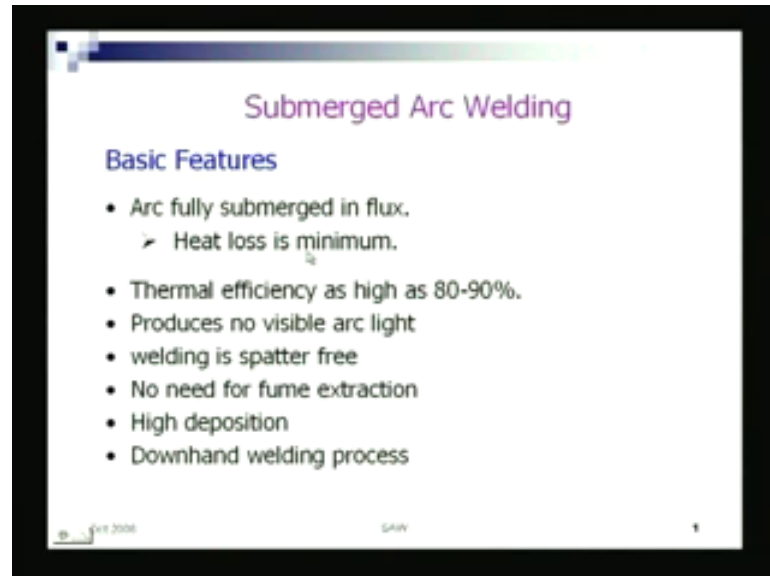 Submerged Arc Welding
Basic Features
• Arc fully submerged in flux.
➢ Heat loss is minimum.
• Thermal efficiency as high as 80-90%.
• Produces no visible arc light
• welding is spatter free
• No need for fume extraction
• High deposition
• Downhand welding process
SAW
1